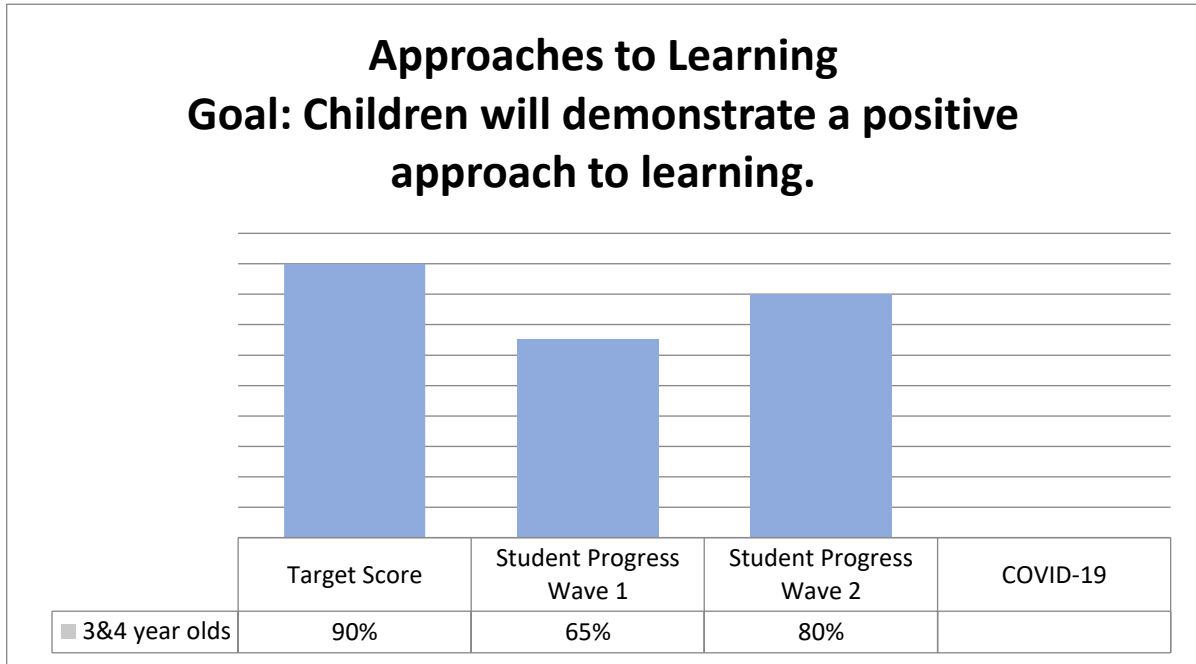 Approaches to Learning
Goal: Children will demonstrate a positive
approach to learning.
Target Score
Student Progress
Wave 1
Student Progress
Wave 2
COVID-19
3&4 year olds
90%
65%
80%